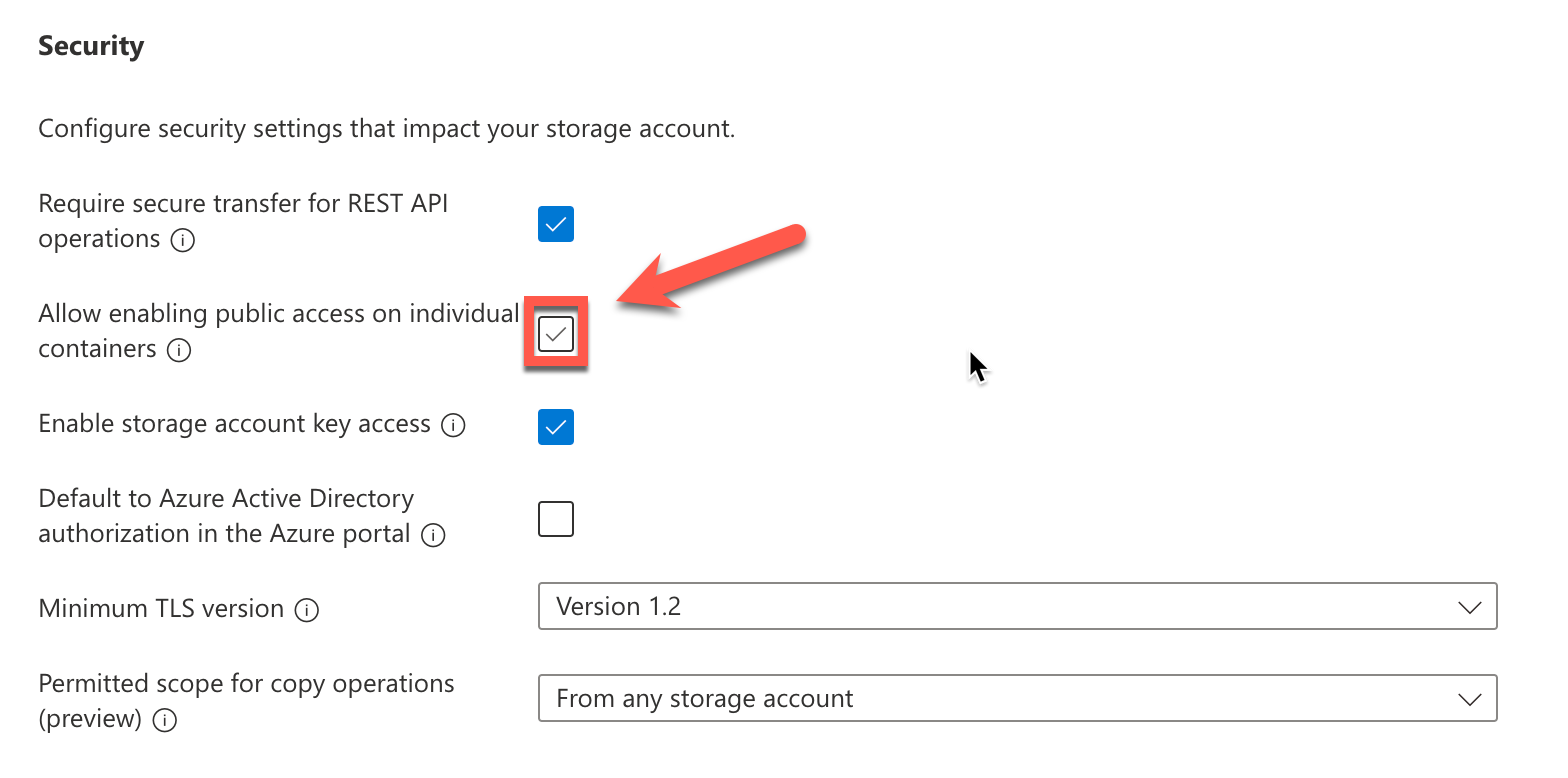 Security
Configure security settings that impact your storage account.
Require secure transfer for REST API
operations
Allow enabling public access on individual
containers
Enable storage account key access
Default to Azure Active Directory
authorization in the Azure portal
Minimum TLS version
Version 1.2
Permitted scope for copy operations
(preview)
From any storage account